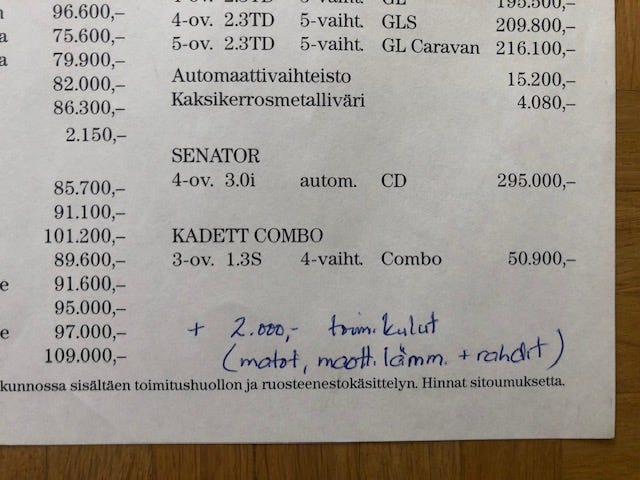 96.600,–
75.600,–
79.900,–
82.000,–
86.300,–
2.150,–
85.700,–
91.100,–
101.200,–
89.600,–
91.600,–
95.000,–
97.000,–
109.000,–
195.500,–
4-ov. 2.3TD 5-vaiht. GLS 209.800,–
5-ov. 2.3TD 5-vaiht. GL Caravan 216.100,–
Automaattivaihteisto 15.200,–
Kaksikerrosmetalliväri 4.080,–
SENATOR
4-ov. 3.0i autom. CD 295.000,–
KADETT COMBO
3-ov. 1.3S 4-vaiht. Combo 50.900,–
+ 2.000,- toim.kulut
(matot, moott.lämm. + rahdit)
kunnossa sisältäen toimitushuollon ja ruosteenestokäsittelyn. Hinnat sitoumuksetta.